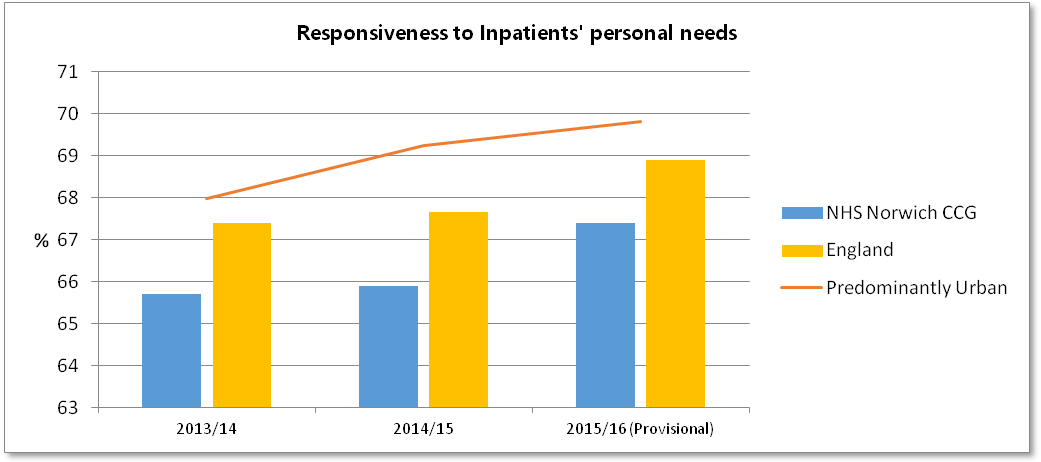 Responsiveness to Inpatients' personal needs
71
70
69
68
% 67
66
65
64
63
2013/14 2014/15 2015/16 (Provisional)
NHS Norwich CCG
England
Predominantly Urban